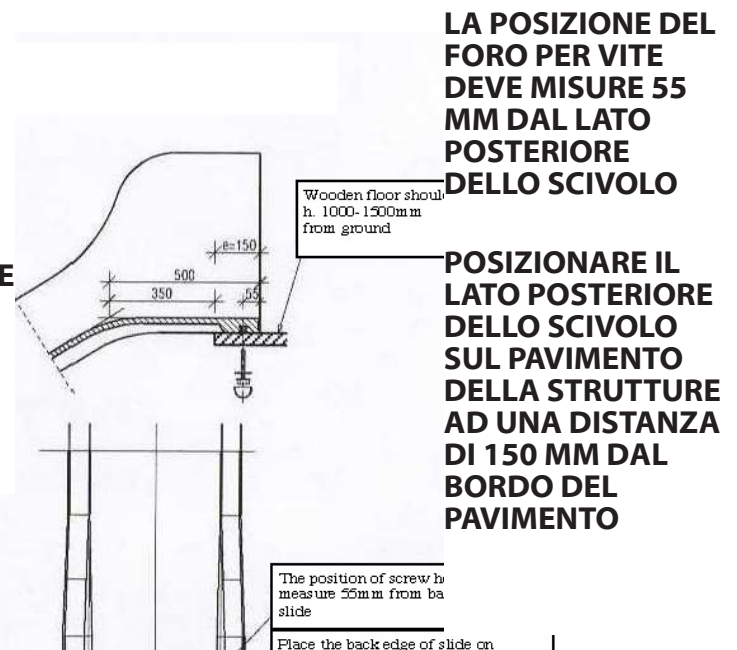 LA POSIZIONE DEL
FORO PER VITE
DEVE MISURE 55
MM DAL LATO
POSTERIORE
DELLO SCIVOLO
Wooden floor shoul
h. 1000-1500mm
from ground
E
POSIZIONARE IL
LATO POSTERIORE
DELLO SCIVOLO
SUL PAVIMENTO
DELLA STRUTTURE
AD UNA DISTANZA
DI 150 MM DAL
BORDO DEL
PAVIMENTO
e=150
500
350
55
The position of screw h
measure 55mm from ba
slide
Place the back edge of slide on